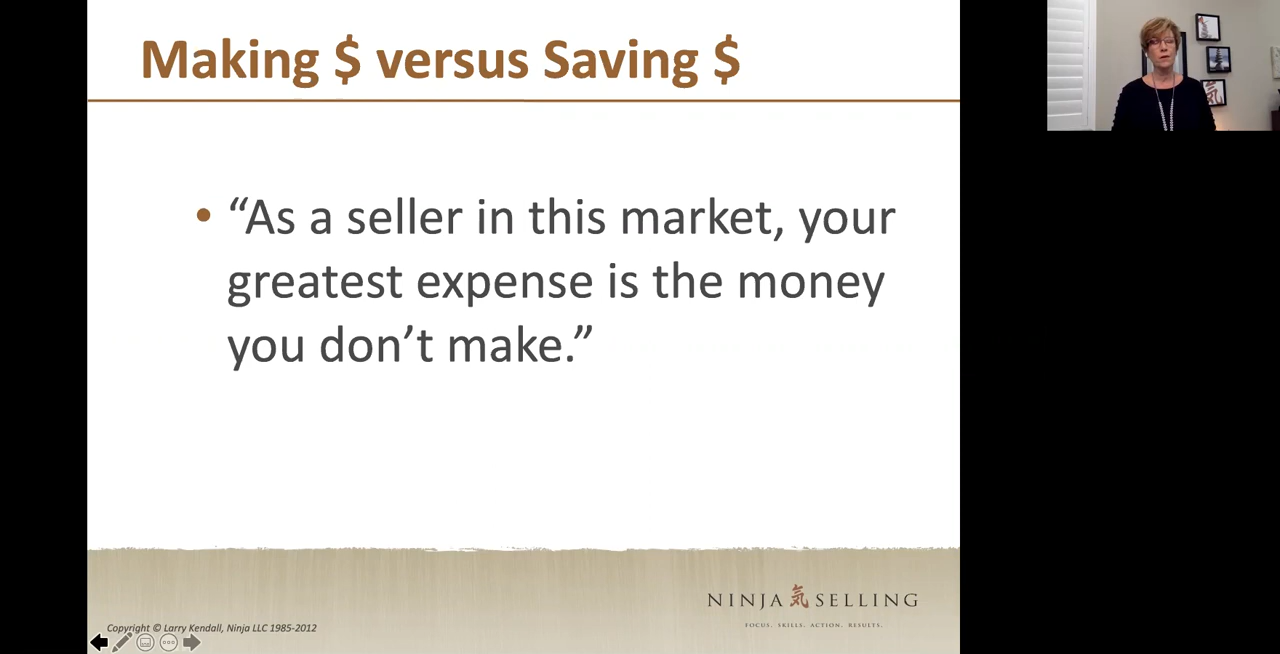 Making $ versus Saving $
• “As a seller in this market, your
greatest expense is the money
you don’t make.”
NINJA 気 SELLING
FOCUS. SKILLS. ACTION. RESULTS.
Copyright © Larry Kendall, Ninja LLC 1985-2012